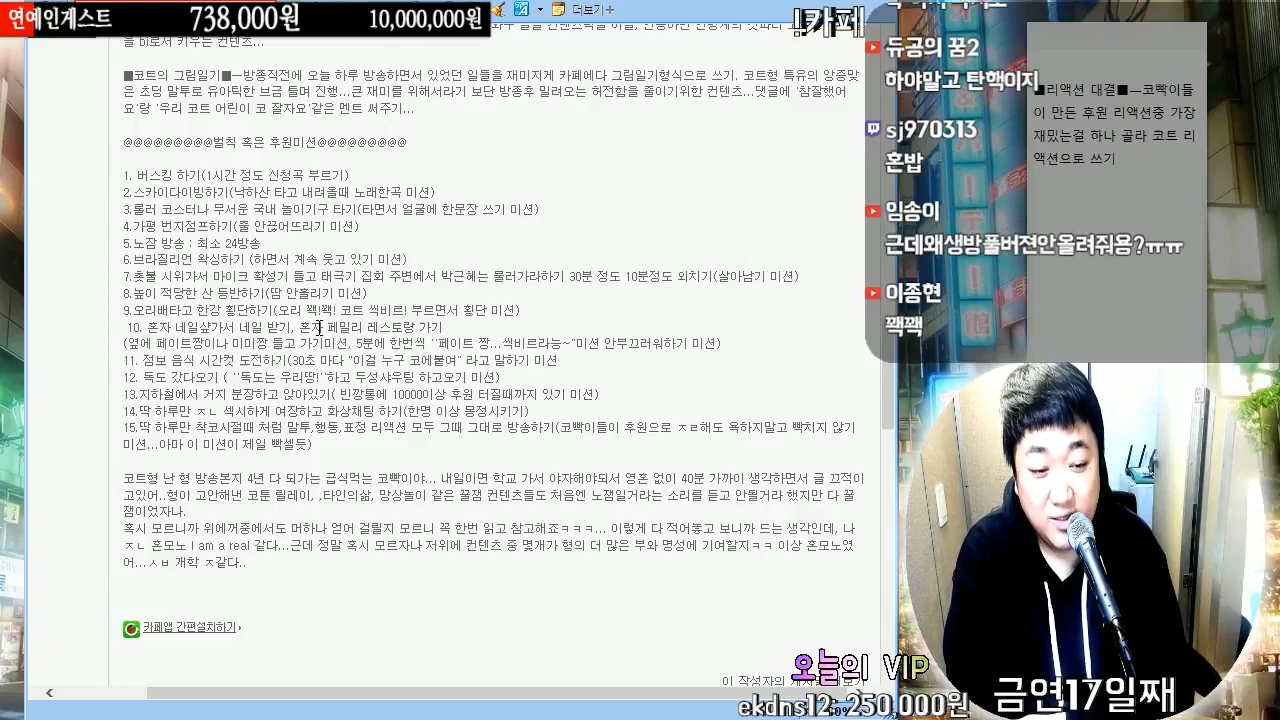 연예인게스트 738,000원 10,000,000원
더보기
!카페
을 bj로서 키우는 컨텐츠...
■코트의 그림일기■—방종직전에 오늘 하루 방송하면서 있었던 일들을 재미지게 카페에다 그림일기형식으로 쓰기. 코트형 특유의 앙증맞
은 초딩 말투로 유아틱한 브금 틀며 진행...큰 재미를 위해서라기 보단 방종후 밀려오는 허전함을 줄이기위한 컨텐츠...댓글에 '참잘했어
요'랑 '우리 코트 어린이 코 잘자요'같은 멘트 써주기...
벌칙 혹은 후원미션
1. 버스킹 하기(1시간 정도 신청곡 부르기)
2.스카이다이빙하기(낙하산 타고 내려올때 노래한곡 미션)
3.롤러 코스터나 무서운 국내 놀이기구 타기(타면서 얼굴에 한문장 쓰기 미션)
4.가평 번지점프하기(줄 안끊어뜨리기 미션)
5.노잠 방송 : 최소 24방송
6.브라질리언 왁싱하기 (하면서 계속 웃고 있기 미션)
7.촛불 시위가서 마이크 확성기 들고 태극기 집회 주변에서 박근혜는 물러가라하기 30분 정도 10분정도 외치기(살아남기 미션)
8.높이 적당한 산 등반하기(땀 안흘리기 미션)
9.오리배타고 한강 횡단하기(오리 꽥!꽥! 코트 씩비르! 부르면서 횡단 미션)
10. 혼자 네일샵가서 네일 받기, 혼자 페밀리 레스토랑 가기
(옆에 페이트짱이나 미미짱 들고 가기미션, 5분에 한번씩 "페이트 짱...씩비르라능~"미션 안부끄러워하기 미션)
11. 점보 음식 시간컷 도전하기(30초 마다 "이걸 누구 코에붙여" 라고 말하기 미션
12. 독도 갔다오기 ( "독도는 우리땅!"하고 두성샤우팅 하고오기 미션)
13.지하철에서 거지 분장하고 앉아있기( 빈깡통에 10000이상 후원 터질때까지 있기 미션)
14.딱 하루만 ㅈㄴ 섹시하게 여장하고 화상채팅 하기(한명 이상 몽정시키기)
15.딱 하루만 척코시절때 처럼 말투,행동,표정 리액션 모두 그때 그대로 방송하기(코빡이들이 후원으로 ㅈㄹ해도 욕하지말고 빡치지 않기
미션...아마 이 미션이 제일 빡셀듯)
코트형 난 형 방송본지 4년 다 되가는 급식먹는 코빡이야... 내일이면 학교 가서 야자해야되서 영혼 없이 40분 가까이 생각하면서 글 끄적이
고있어..형이 고안해낸 코툰 릴레이, ,타인의삶, 망상놀이 같은 꿀잼 컨텐츠들도 처음엔 노잼일거라는 소리를 듣고 안될거라 했지만 다 꿀
잼이었자나.
혹시 모르니까 위에꺼중에서도 머하나 얻어 걸릴지 모르니 꼭 한번 읽고 참고해죠ㅋㅋㅋ... 이렇게 다 적어놓고 보니까 드는 생각인데, 나
ㅈㄴ 혼모노 I am a real 같다...근데 정말 혹시 모르자나 저위에 컨텐츠 중 몇개가 형의 더 많은 부와 명성에 기여할지ㅋㅋ 이상 혼모노였
어...ㅅㅂ 개학 ㅈ같다..
카페앱 간편설치하기
듀공의 꿈2
하야말고 탄핵이지
sj970313
혼밥
임송이
근데왜생방풀버젼안올려줘용?ㅠㅠ
이종현
꽥꽥
■리액션 대결■—코빡이들
이 만든 후원 리액션중 가장
재밌는걸 하나 골라 코트 리
액션으로 쓰기
오늘의 VIP
ekdns12 250,000원
금연17일째